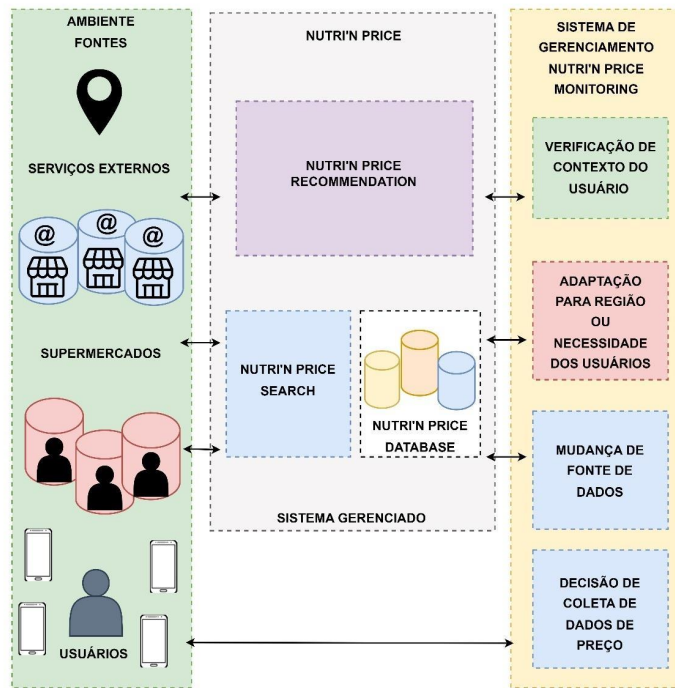 AMBIENTE
FONTES
SERVIÇOS EXTERNOS
@
@
@
SUPERMERCADOS
USUÁRIOS
NUTRI'N PRICE
NUTRI'N PRICE
RECOMMENDATION
NUTRI'N PRICE
SEARCH
NUTRI'N PRICE
DATABASE
SISTEMA GERENCIADO
SISTEMA DE
GERENCIAMENTO
NUTRI'N PRICE
MONITORING
VERIFICAÇÃO DE
CONTEXTO DO
USUÁRIO
ADAPTAÇÃO
PARA REGIÃO
OU
NECESSIDADE
DOS USUÁRIOS
MUDANÇA DE
FONTE DE
DADOS
DECISÃO DE
COLETA DE
DADOS DE
PREÇO